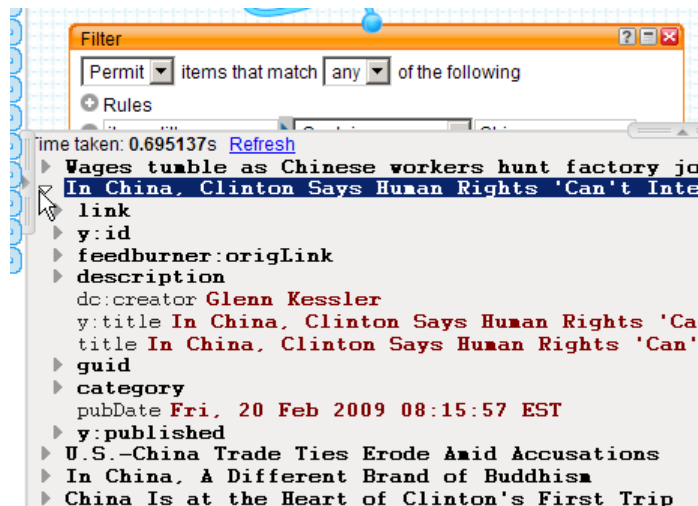 Filter
Permit items that match any of the following
Rules
Time taken: 0.695137s Refresh
Wages tumble as Chinese workers hunt factory jo
In China, Clinton Says Human Rights 'Can't Inte
link
y:id
feedburner:origLink
description
dc:creator Glenn Kessler
y:title In China, Clinton Says Human Rights 'Ca
title In China, Clinton Says Human Rights 'Can'
guid
category
pubDate Fri, 20 Feb 2009 08:15:57 EST
y:published
U.S.-China Trade Ties Erode Amid Accusations
In China, A Different Brand of Buddhism
China Is at the Heart of Clinton's First Trip